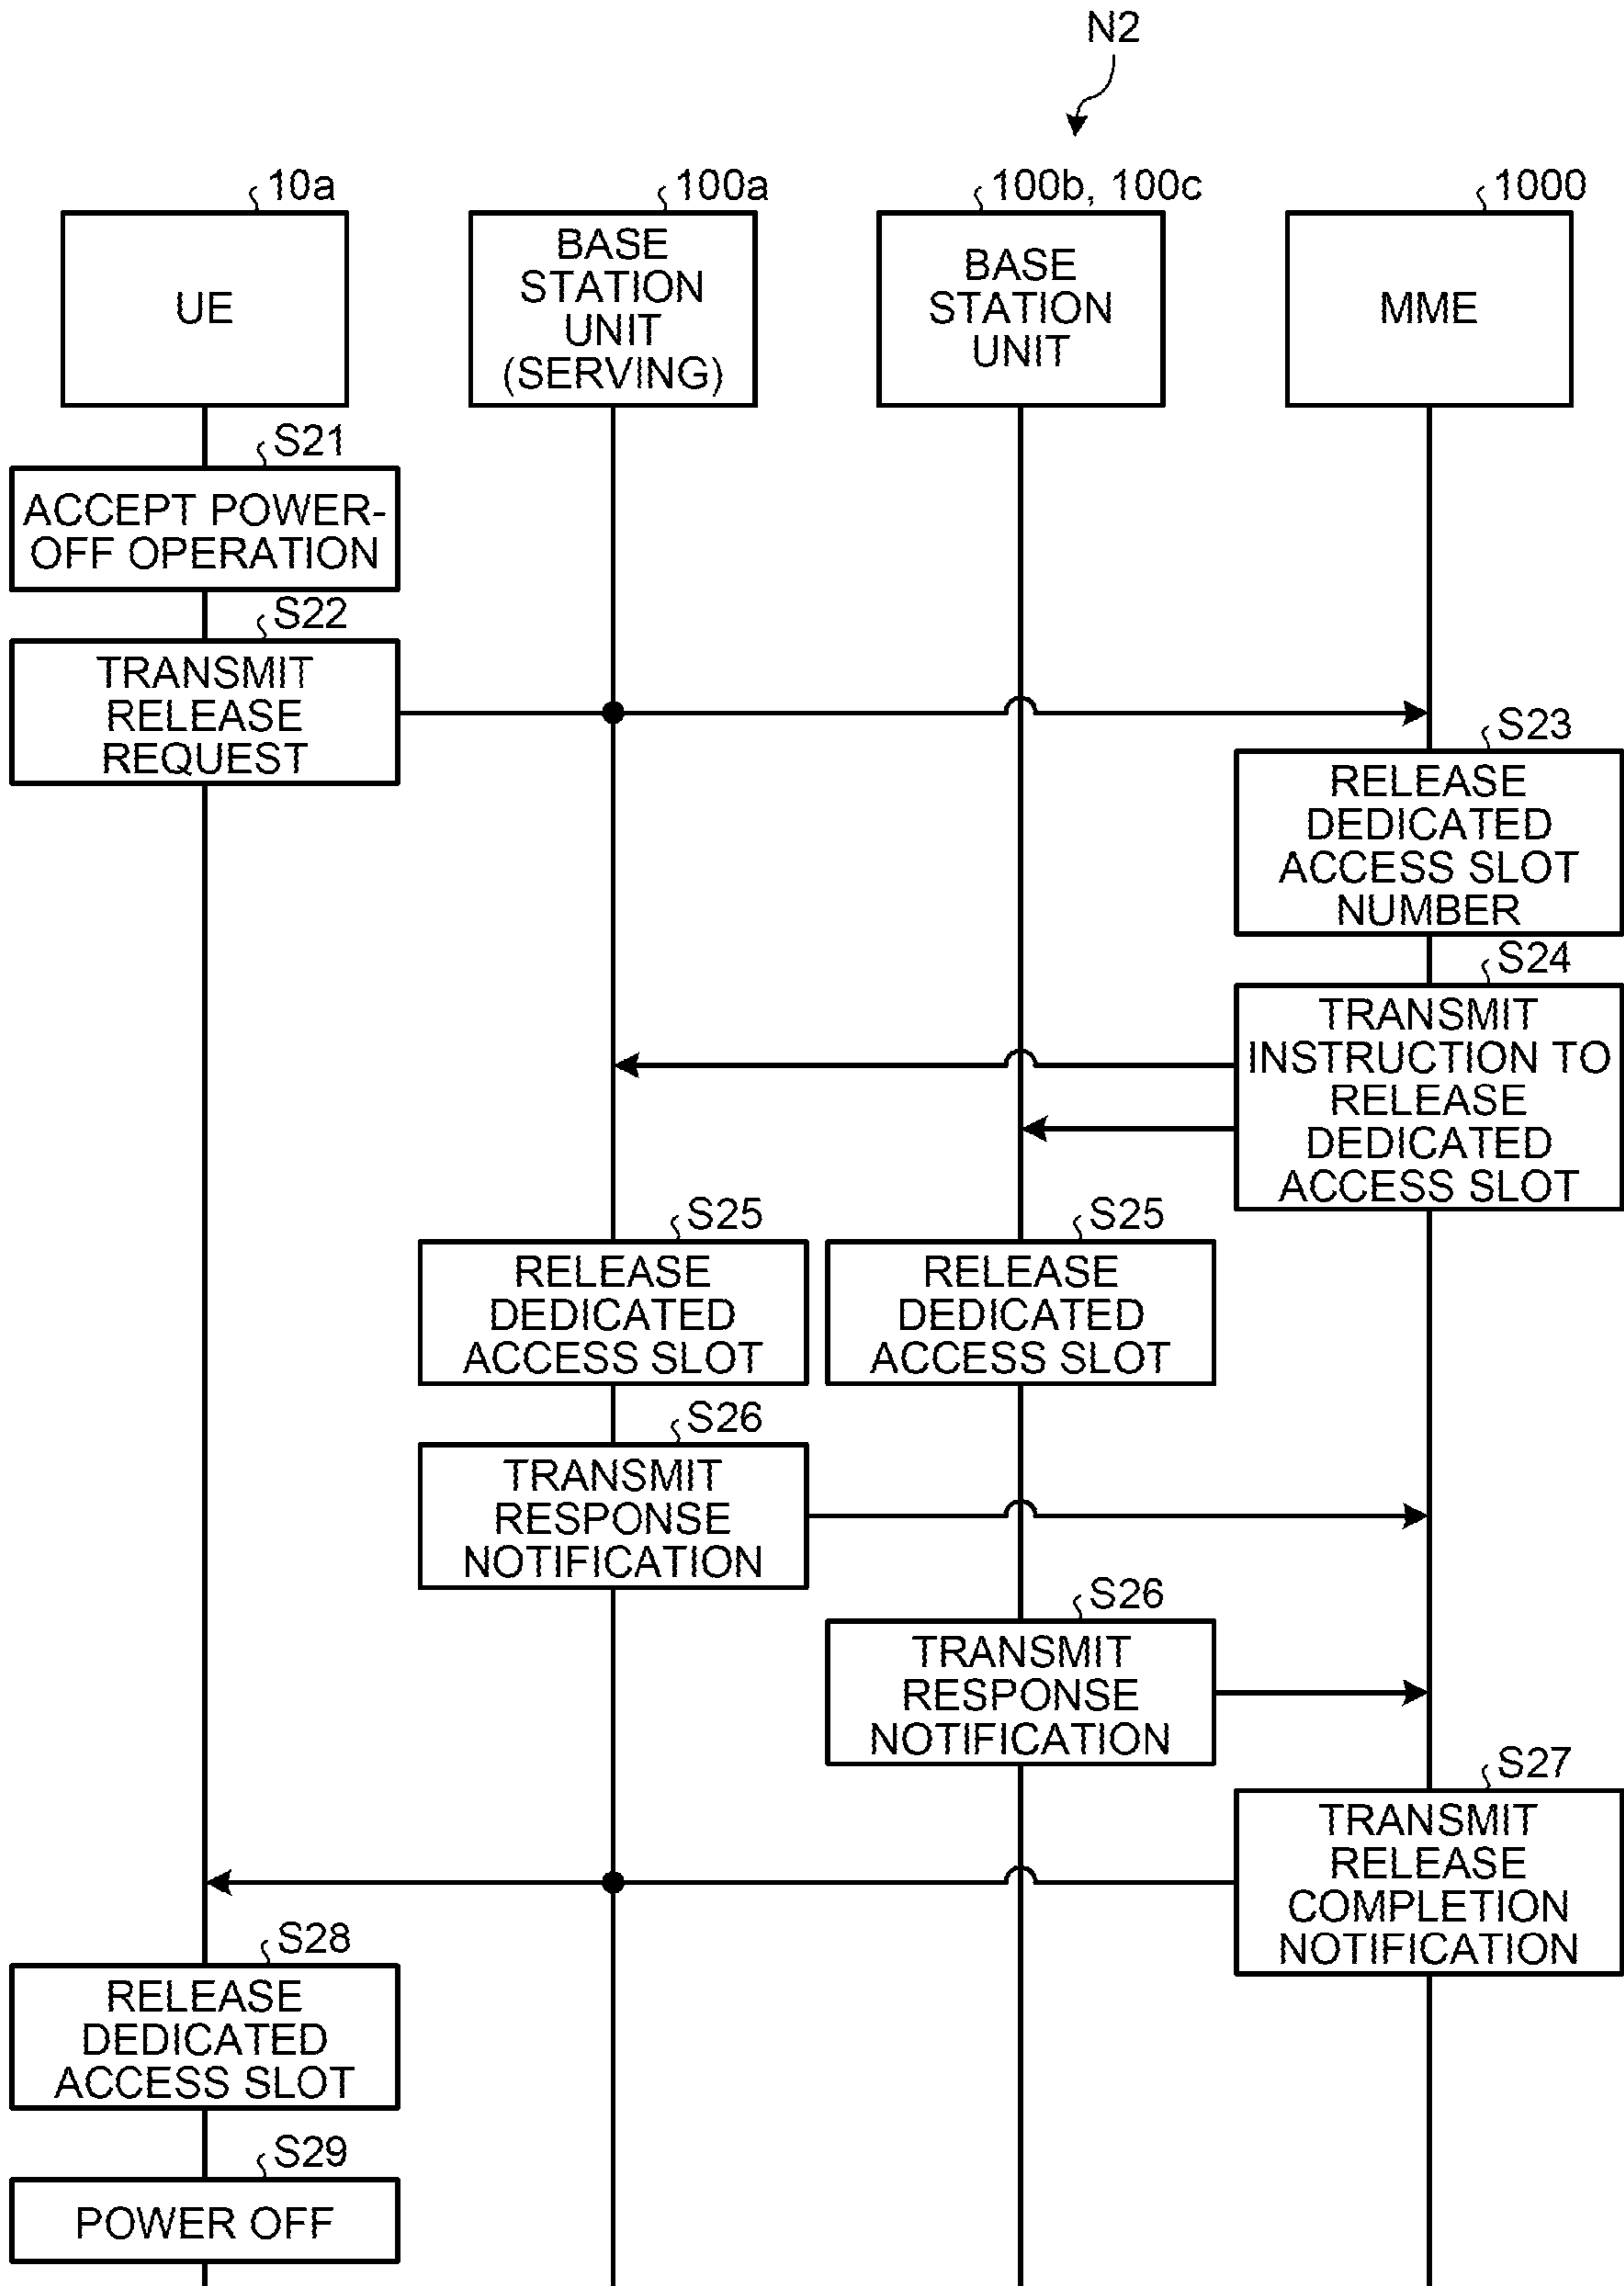 N2
10a
100a
100b, 100c
1000
UE
BASE
STATION
UNIT
(SERVING)
BASE
STATION
UNIT
MME
S21
ACCEPT POWER-
OFF OPERATION
S22
TRANSMIT
RELEASE
REQUEST
S23
RELEASE
DEDICATED
ACCESS SLOT
NUMBER
S24
TRANSMIT
INSTRUCTION TO
RELEASE
DEDICATED
ACCESS SLOT
S25
RELEASE
DEDICATED
ACCESS SLOT
S25
RELEASE
DEDICATED
ACCESS SLOT
S26
TRANSMIT
RESPONSE
NOTIFICATION
S26
TRANSMIT
RESPONSE
NOTIFICATION
S27
TRANSMIT
RELEASE
COMPLETION
NOTIFICATION
S28
RELEASE
DEDICATED
ACCESS SLOT
S29
POWER OFF